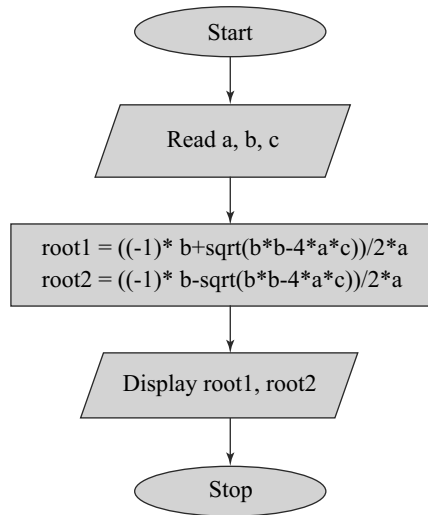 Start
Read a, b, c
root1 = ((-1)* b+sqrt(b*b-4*a*c))/2*a
root2 = ((-1)* b-sqrt(b*b-4*a*c))/2*a
Display root1, root2
Stop